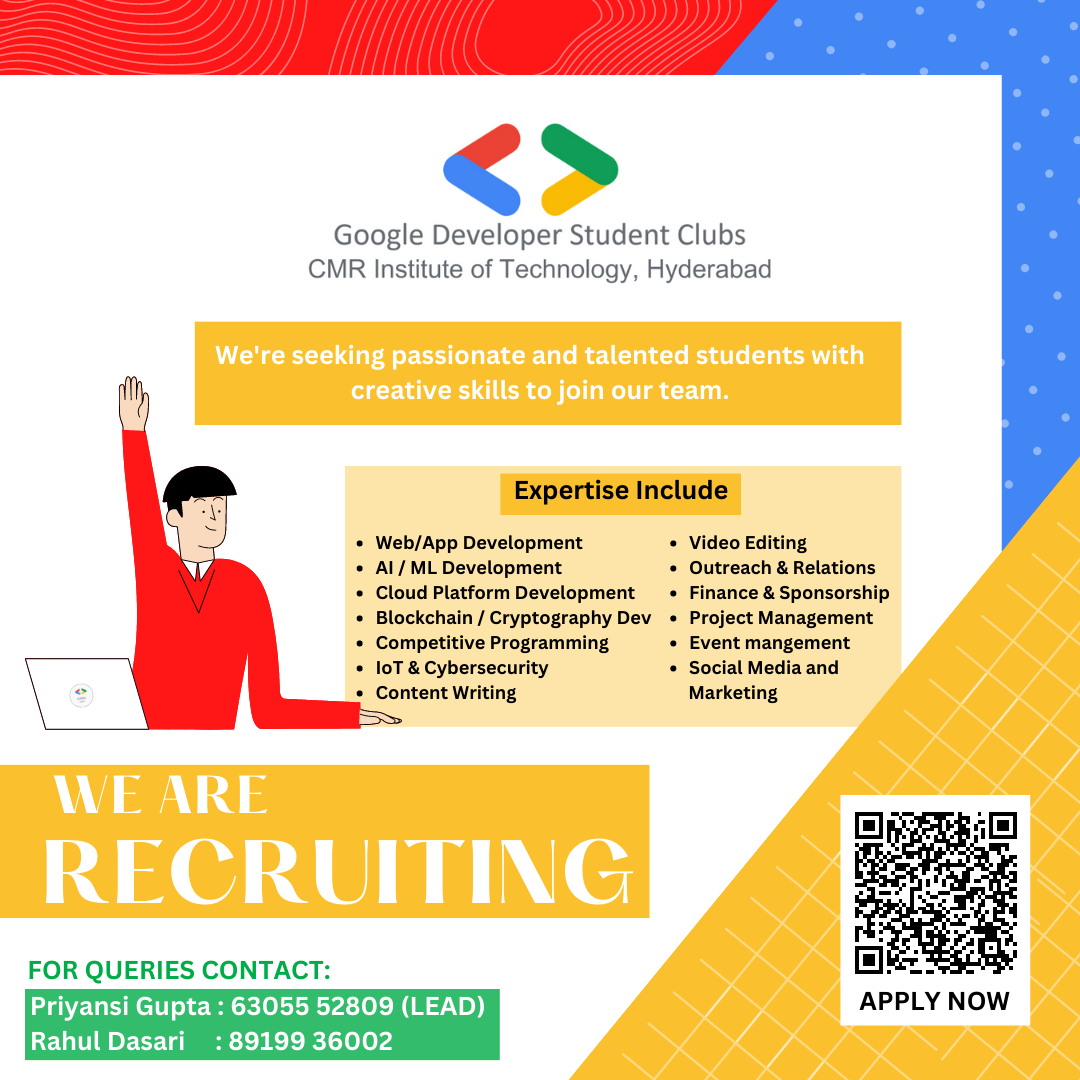 Google Developer Student Clubs
CMR Institute of Technology, Hyderabad
We're seeking passionate and talented students with
creative skills to join our team.
Expertise Include
• Web/App Development
• AI / ML Development
• Cloud Platform Development
• Blockchain / Cryptography Dev
• Competitive Programming
• IoT & Cybersecurity
• Content Writing
• Video Editing
• Outreach & Relations
• Finance & Sponsorship
• Project Management
• Event mangement
• Social Media and
Marketing
WE ARE
RECRUITING
FOR QUERIES CONTACT:
Priyansi Gupta : 63055 52809 (LEAD)
Rahul Dasari : 89199 36002
APPLY NOW